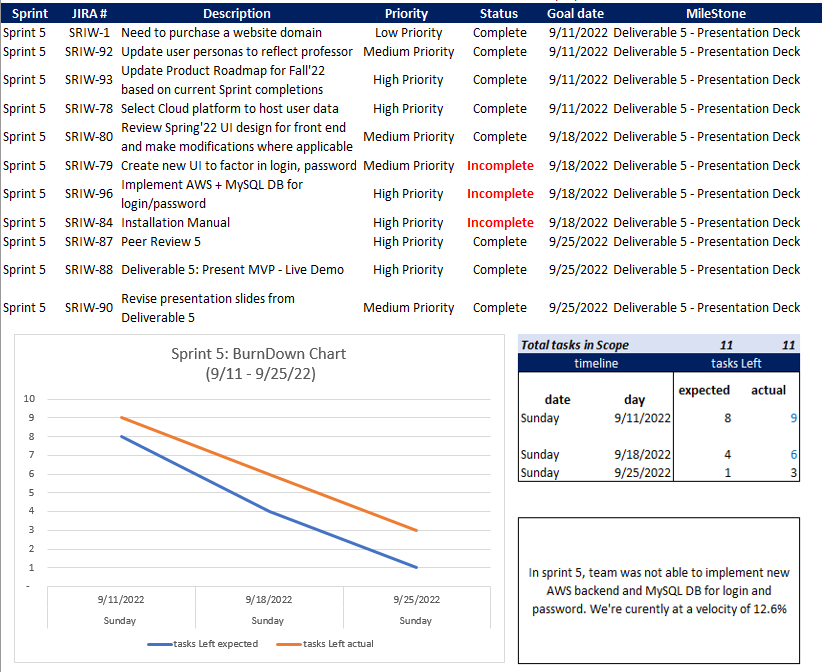 Sprint JIRA # Description Priority Status Goal date MileStone
Sprint 5 SRIW-1 Need to purchase a website domain Low Priority Complete 9/11/2022 Deliverable 5 - Presentation Deck
Sprint 5 SRIW-92 Update user personas to reflect professor Medium Priority Complete 9/11/2022 Deliverable 5 - Presentation Deck
Sprint 5 SRIW-93 Update Product Roadmap for Fall'22
based on current Sprint completions High Priority Complete 9/11/2022 Deliverable 5 - Presentation Deck
Sprint 5 SRIW-78 Select Cloud platform to host user data High Priority Complete 9/11/2022 Deliverable 5 - Presentation Deck
Sprint 5 SRIW-80 Review Spring'22 UI design for front end
and make modifications where applicable Medium Priority Complete 9/18/2022 Deliverable 5 - Presentation Deck
Sprint 5 SRIW-79 Create new UI to factor in login, password Medium Priority Incomplete 9/18/2022 Deliverable 5 - Presentation Deck
Sprint 5 SRIW-96 Implement AWS + MySQL DB for
login/password High Priority Incomplete 9/18/2022 Deliverable 5 - Presentation Deck
Sprint 5 SRIW-84 Installation Manual High Priority Incomplete 9/18/2022 Deliverable 5 - Presentation Deck
Sprint 5 SRIW-87 Peer Review 5 High Priority Complete 9/25/2022 Deliverable 5 - Presentation Deck
Sprint 5 SRIW-88 Deliverable 5: Present MVP - Live Demo High Priority Complete 9/25/2022 Deliverable 5 - Presentation Deck
Sprint 5 SRIW-90 Revise presentation slides from
Deliverable 5 Medium Priority Complete 9/25/2022 Deliverable 5 - Presentation Deck
Sprint 5: BurnDown Chart
(9/11 - 9/25/22)
10
9
8
7
6
5
4
3
2
1
-
9/11/2022 9/18/2022 9/25/2022
Sunday Sunday Sunday
tasks Left expected tasks Left actual
Total tasks in Scope 11 11
timeline tasks Left
date day expected actual
Sunday 9/11/2022 8 9
Sunday 9/18/2022 4 6
Sunday 9/25/2022 1 3
In sprint 5, team was not able to implement new
AWS backend and MySQL DB for login and
password. We're curently at a velocity of 12.6%